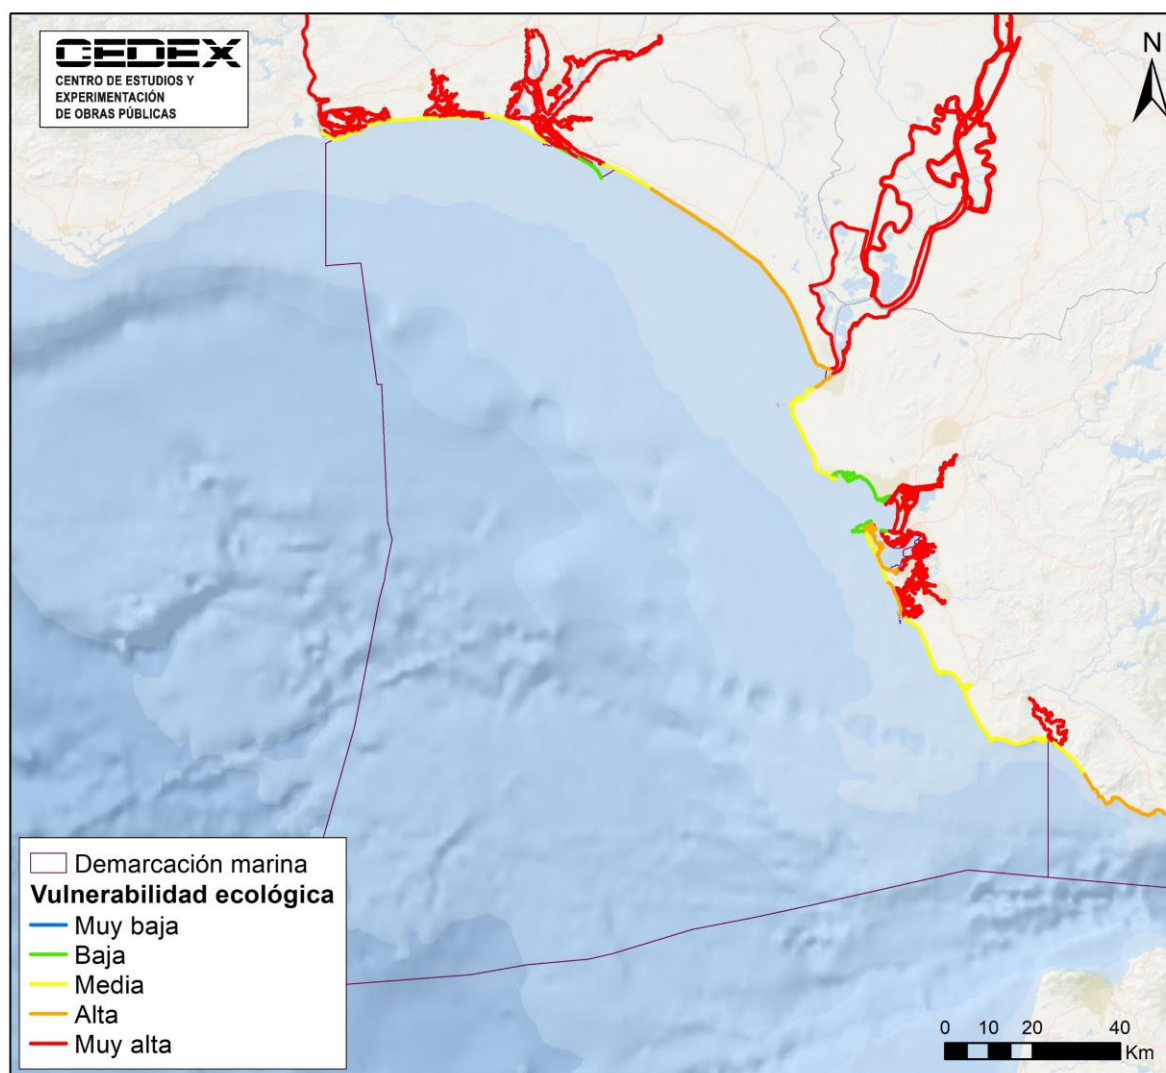 CEDEX
CENTRO DE ESTUDIOS Y
EXPERIMENTACIÓN
DE OBRAS PÚBLICAS
N
Demarcación marina
Vulnerabilidad ecológica
Muy baja
Baja
Media
Alta
Muy alta
0 10 20 40
Km